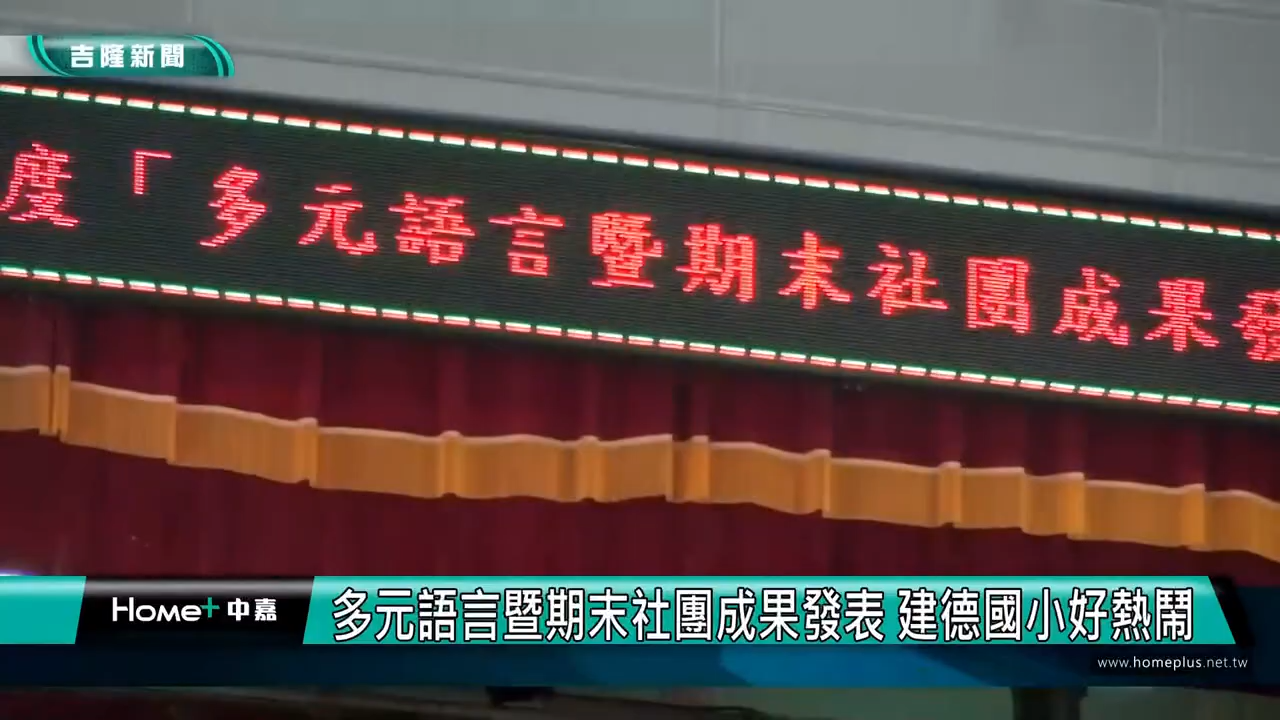 吉隆新聞
度「多元語言暨期末社團成果發
Home+中嘉
多元語言暨期末社團成果發表 建德國小好熱鬧
www.homeplus.net.tw